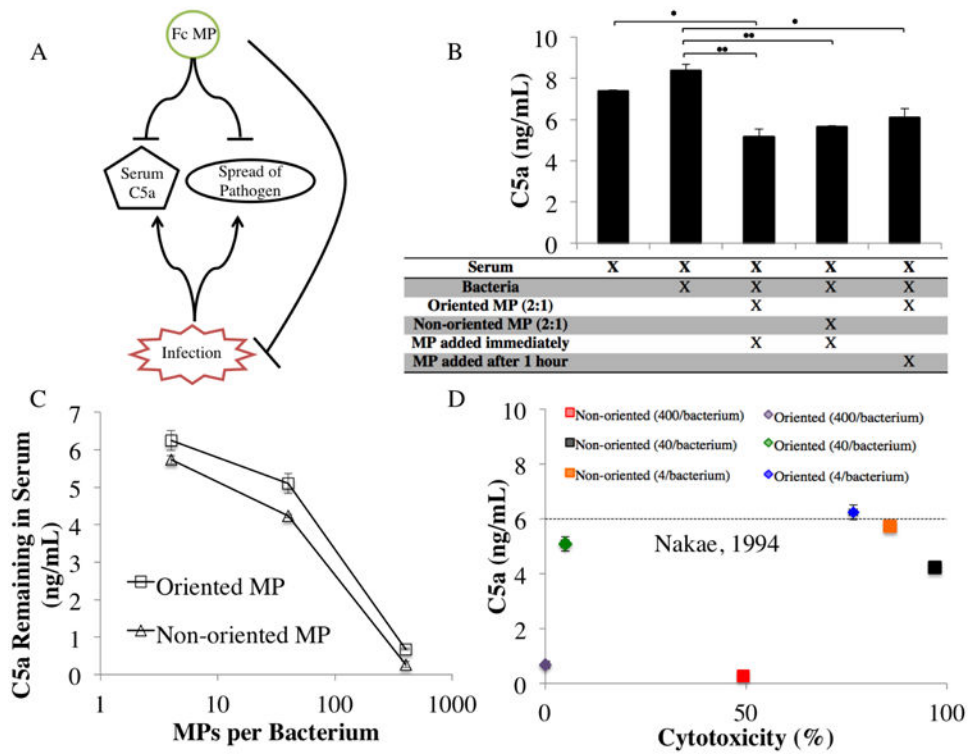 A
Fc MP
Serum
C5a
Spread of
Pathogen
Infection
B
C5a (ng/mL)
10
8
6
4
2
0
•
•
••
••
Serum X X X X X
Bacteria X X X X
Oriented MP (2:1) X X
Non-oriented MP (2:1) X
MP added immediately X X
MP added after 1 hour X
C
C5a Remaining in Serum
(ng/mL)
7
6
5
4
3
2
1
0
Oriented MP
Non-oriented MP
1 10 100 1000
MPs per Bacterium
D
C5a (ng/mL)
10
8
6
4
2
0
Non-oriented (400/bacterium) Oriented (400/bacterium)
Non-oriented (40/bacterium) Oriented (40/bacterium)
Non-oriented (4/bacterium) Oriented (4/bacterium)
Nakae, 1994
0 50 100
Cytotoxicity (%)